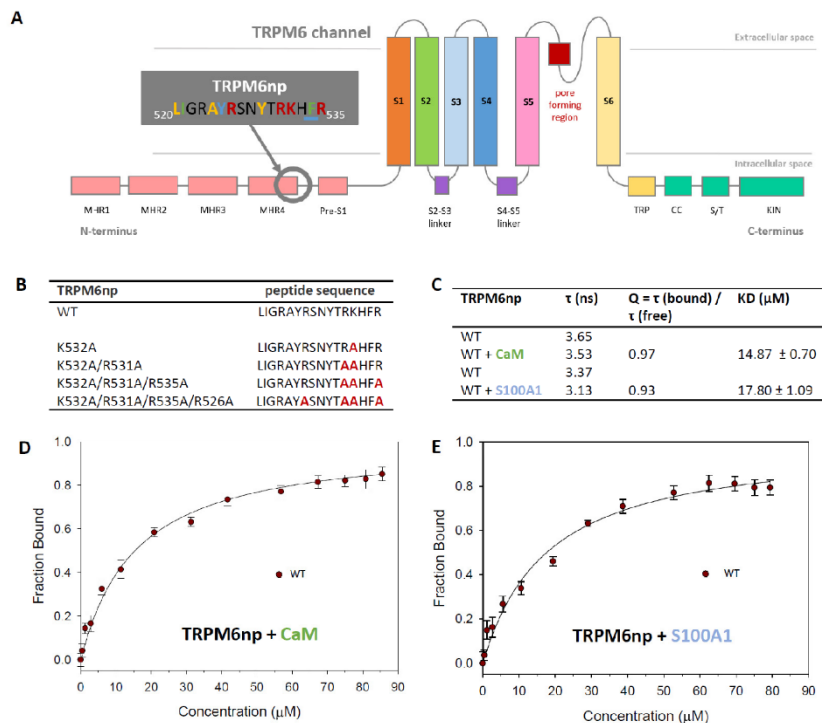 A
TRPM6 channel
Extracellular space
TRPM6np
520LIGRAYRSNYTRKHFR535
S1 S2 S3 S4 S5 S6
pore
forming
region
Intracellular space
MHR1 MHR2 MHR3 MHR4 Pre-S1 S2-S3 linker S4-S5 linker TRP CC S/T KIN
N-terminus C-terminus
B
TRPM6np peptide sequence
WT LIGRAYRSNYTRKHFR
K532A LIGRAYRSNYTRAHFR
K532A/R531A LIGRAYRSNYTAAHFR
K532A/R531A/R535A LIGRAYRSNYTAAHFA
K532A/R531A/R535A/R526A LIGRAYASNYTAAHFA
C
TRPM6np τ (ns) Q = τ (bound) / τ (free) KD (μM)
WT 3.65
WT + CaM 3.53 0.97 14.87 ± 0.70
WT 3.37
WT + S100A1 3.13 0.93 17.80 ± 1.09
D
Fraction Bound
1.0
0.8
0.6
0.4
0.2
0.0
WT
TRPM6np + CaM
0 10 20 30 40 50 60 70 80 90
Concentration (μM)
E
Fraction Bound
1.0
0.8
0.6
0.4
0.2
0.0
WT
TRPM6np + S100A1
0 10 20 30 40 50 60 70 80 90
Concentration (μM)